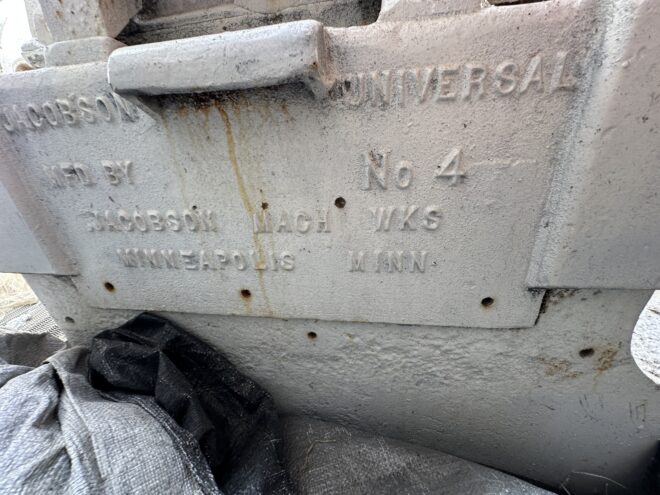 JACOBSON UNIVERSAL
MFD BY No 4
JACOBSON MACH WKS
MINNEAPOLIS MINN